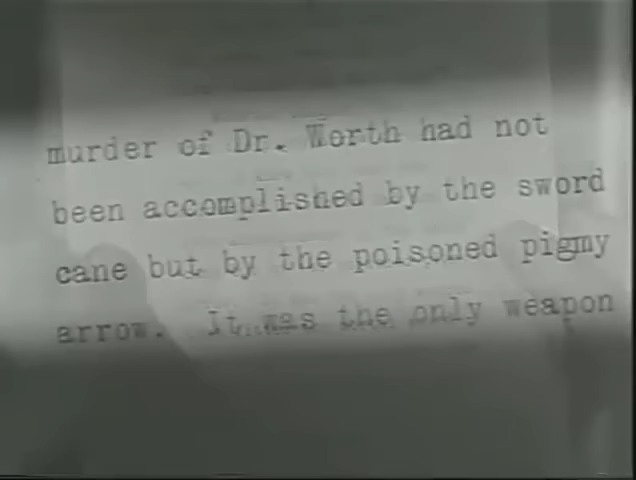 murder of Dr. Worth had not
been accomplished by the sword
cane but by the poisoned pigmy
arrow. It was the only weapon